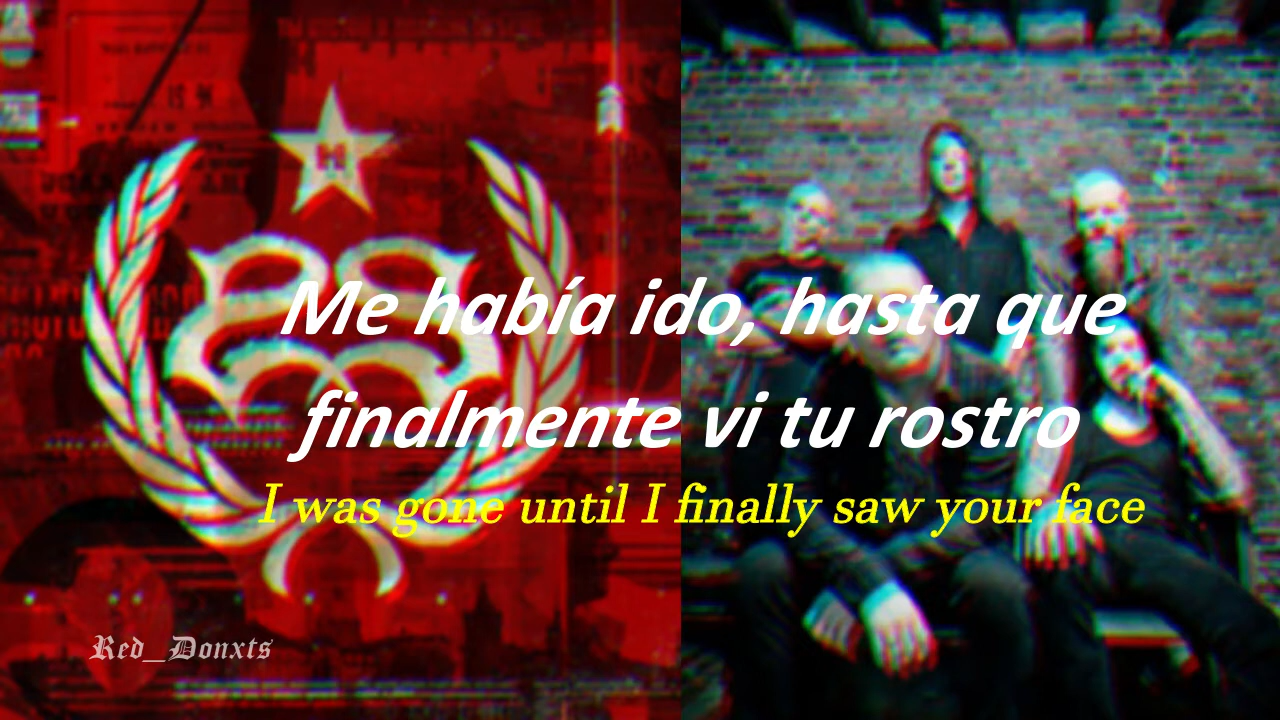 Me había ido, hasta que
finalmente vi tu rostro
I was gone until I finally saw your face
Red_Donxts